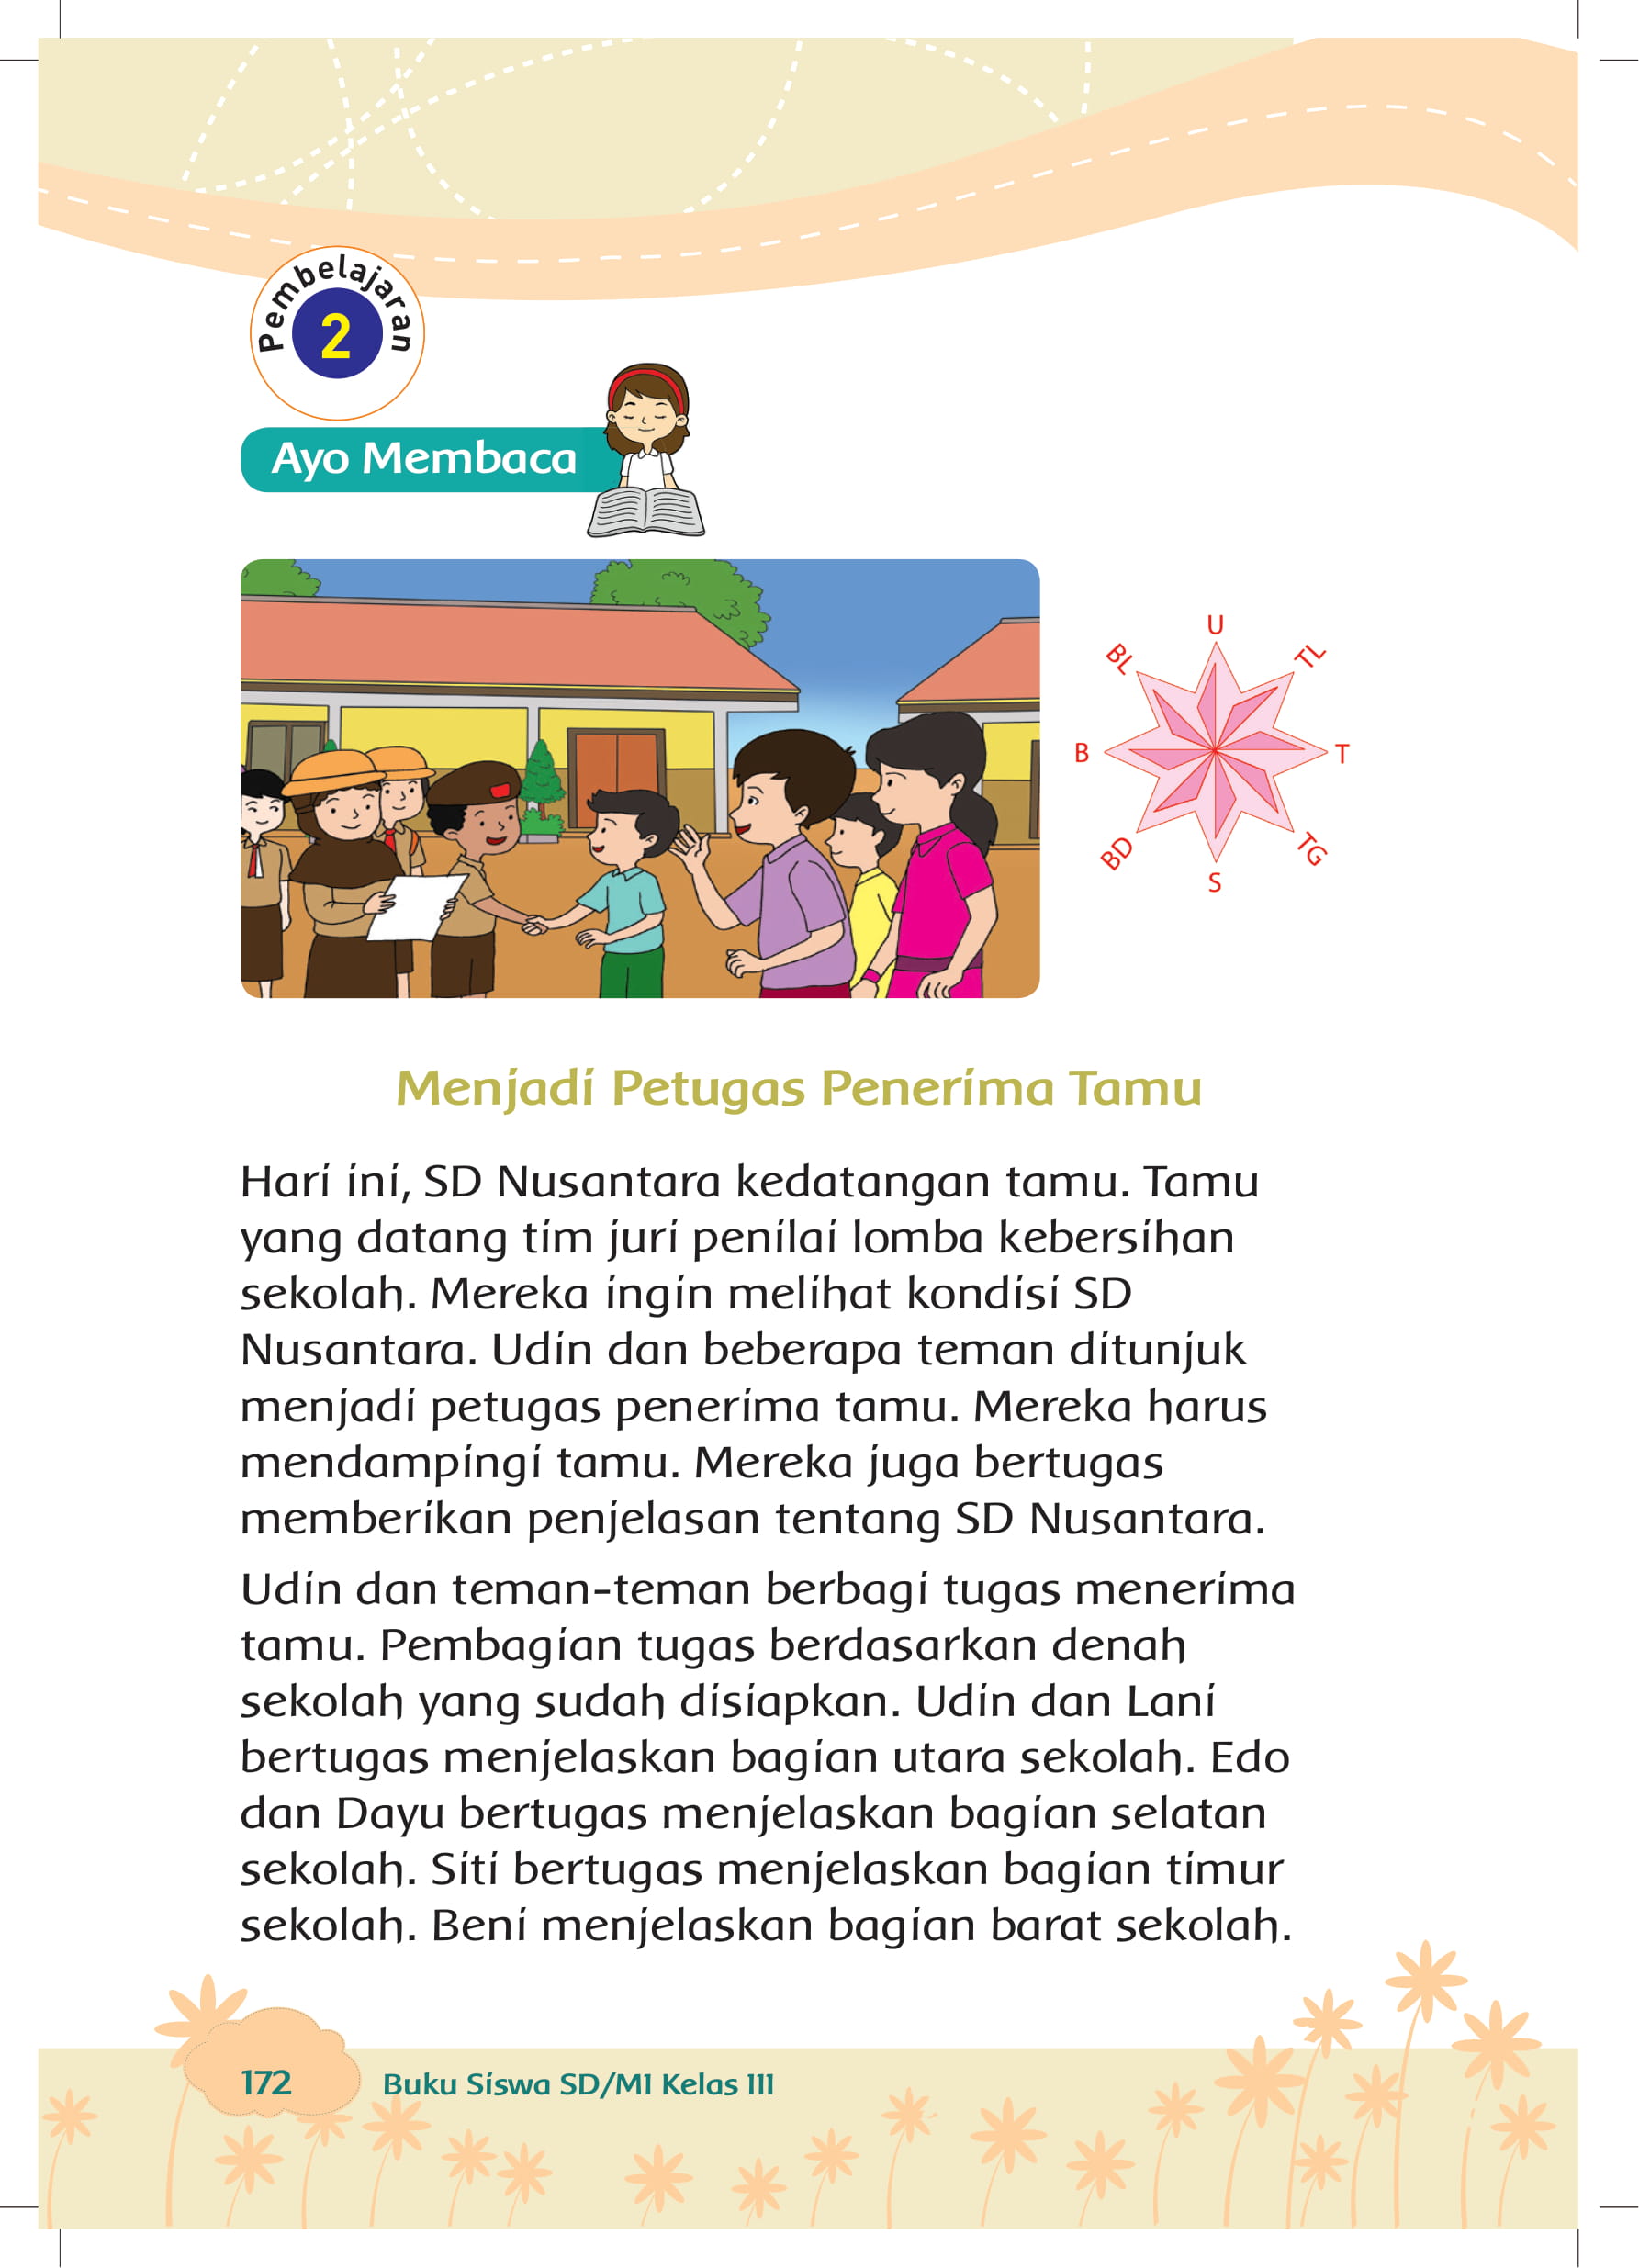 Pembelajaran
2
Ayo Membaca
U
BL
TL
B
T
BD
TG
S
Menjadi Petugas Penerima Tamu
Hari ini, SD Nusantara kedatangan tamu. Tamu
yang datang tim juri penilai lomba kebersihan
sekolah. Mereka ingin melihat kondisi SD
Nusantara. Udin dan beberapa teman ditunjuk
menjadi petugas penerima tamu. Mereka harus
mendampingi tamu. Mereka juga bertugas
memberikan penjelasan tentang SD Nusantara.
Udin dan teman-teman berbagi tugas menerima
tamu. Pembagian tugas berdasarkan denah
sekolah yang sudah disiapkan. Udin dan Lani
bertugas menjelaskan bagian utara sekolah. Edo
dan Dayu bertugas menjelaskan bagian selatan
sekolah. Siti bertugas menjelaskan bagian timur
sekolah. Beni menjelaskan bagian barat sekolah.
172
Buku Siswa SD/MI Kelas III